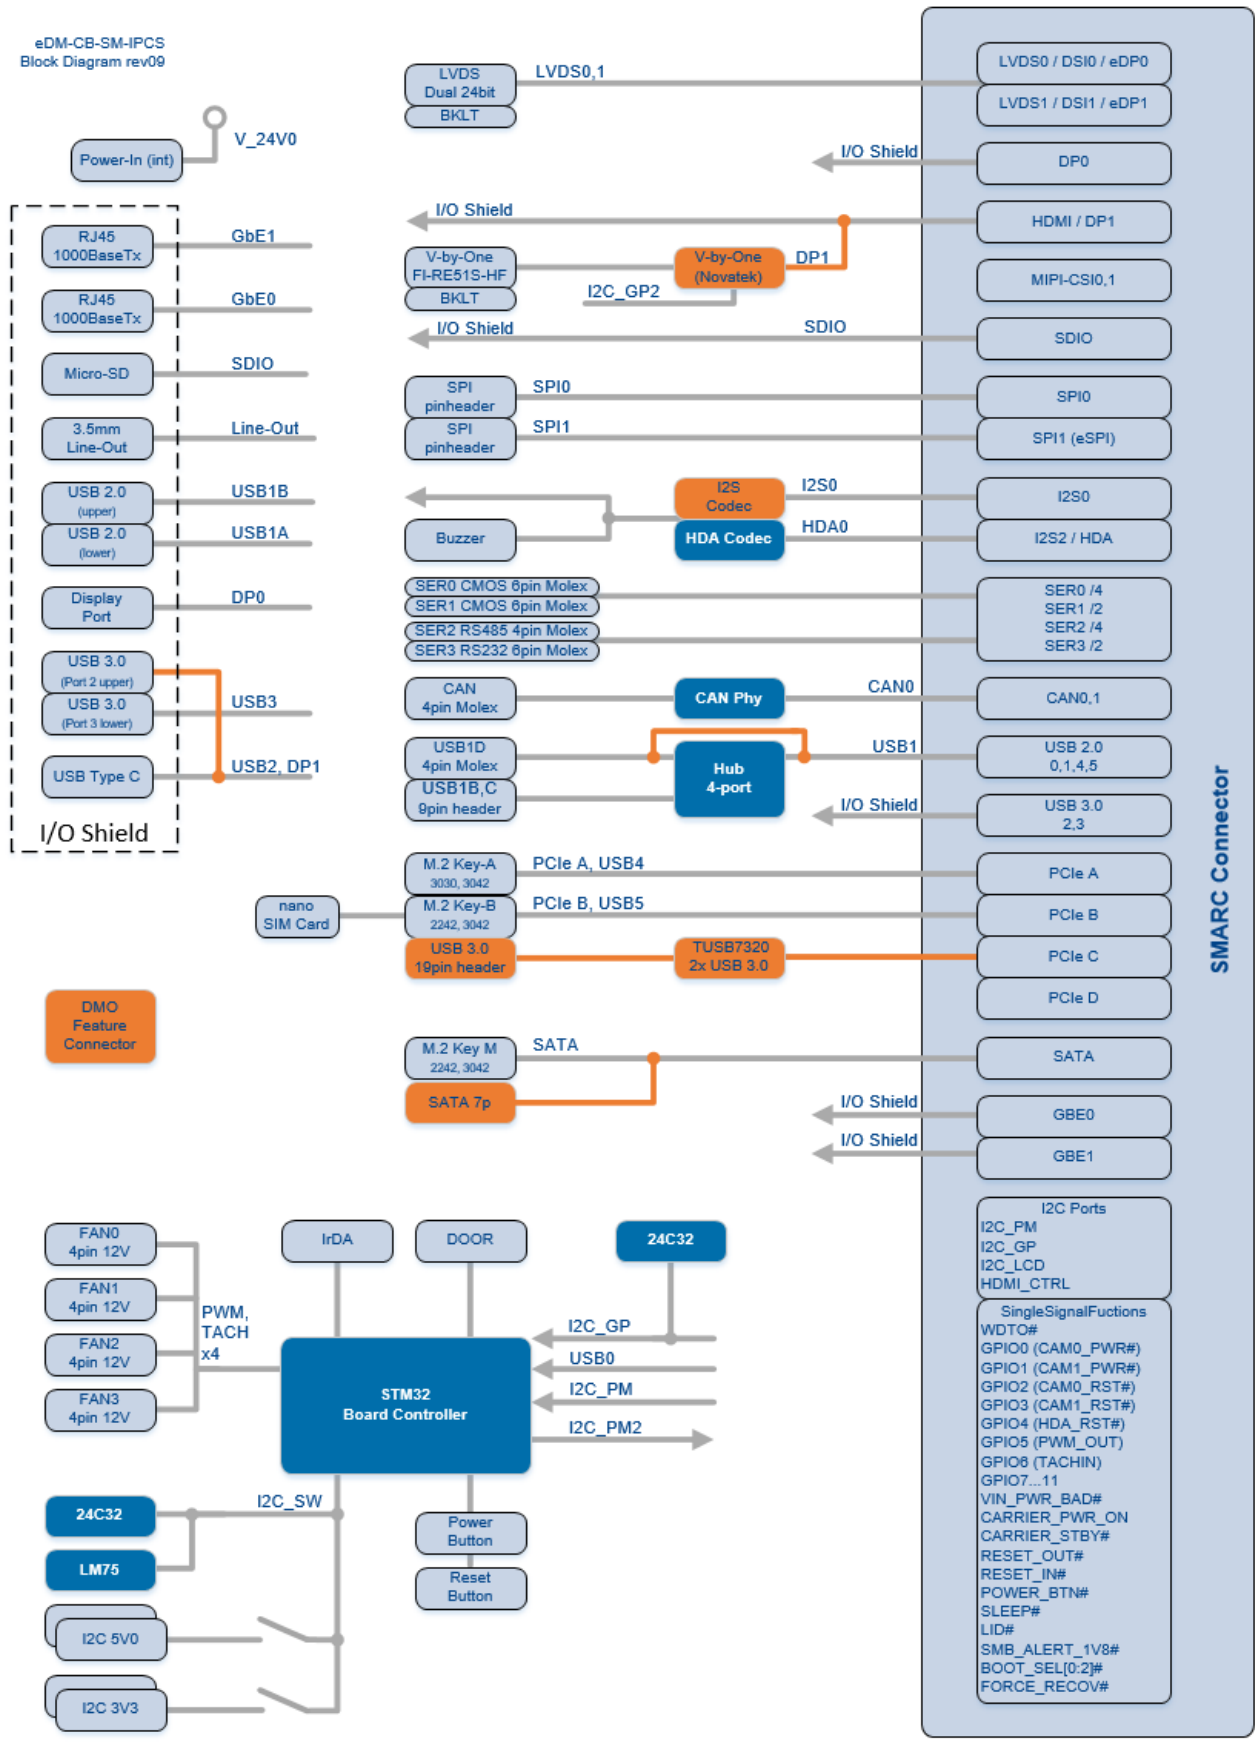 eDM-CB-SM-IPCS
Block Diagram rev09
Power-In (int)
V_24V0
RJ45
1000BaseTx
GbE1
RJ45
1000BaseTx
GbE0
Micro-SD
SDIO
3.5mm
Line-Out
Line-Out
USB 2.0
(upper)
USB1B
USB 2.0
(lower)
USB1A
Display
Port
DP0
USB 3.0
(Port 2 upper)
USB 3.0
(Port 3 lower)
USB3
USB Type C
USB2, DP1
I/O Shield
LVDS
Dual 24bit
BKLT
LVDS0,1
I/O Shield
I/O Shield
V-by-One
FI-RE51S-HF
BKLT
V-by-One
(Novatek)
DP1
I2C_GP2
I/O Shield
SDIO
SPI
pinheader
SPI0
SPI
pinheader
SPI1
I2S
Codec
I2S0
Buzzer
HDA Codec
HDA0
SER0 CMOS 6pin Molex
SER1 CMOS 6pin Molex
SER2 RS485 4pin Molex
SER3 RS232 6pin Molex
CAN
4pin Molex
CAN Phy
CAN0
USB1D
4pin Molex
USB1B,C
9pin header
Hub
4-port
USB1
I/O Shield
nano
SIM Card
M.2 Key-A
3030, 3042
PCIe A, USB4
M.2 Key-B
2242, 3042
PCIe B, USB5
USB 3.0
19pin header
TUSB7320
2x USB 3.0
DMO
Feature
Connector
M.2 Key M
2242, 3042
SATA
SATA 7p
I/O Shield
I/O Shield
LVDS0 / DSI0 / eDP0
LVDS1 / DSI1 / eDP1
DP0
HDMI / DP1
MIPI-CSI0,1
SDIO
SPI0
SPI1 (eSPI)
I2S0
I2S2 / HDA
SER0 /4
SER1 /2
SER2 /4
SER3 /2
CAN0,1
USB 2.0
0,1,4,5
USB 3.0
2,3
PCIe A
PCIe B
PCIe C
PCIe D
SATA
GBE0
GBE1
I2C Ports
I2C_PM
I2C_GP
I2C_LCD
HDMI_CTRL
SingleSignalFuctions
WDTO#
GPIO0 (CAM0_PWR#)
GPIO1 (CAM1_PWR#)
GPIO2 (CAM0_RST#)
GPIO3 (CAM1_RST#)
GPIO4 (HDA_RST#)
GPIO5 (PWM_OUT)
GPIO6 (TACHIN)
GPIO7...11
VIN_PWR_BAD#
CARRIER_PWR_ON
CARRIER_STBY#
RESET_OUT#
RESET_IN#
POWER_BTN#
SLEEP#
LID#
SMB_ALERT_1V8#
BOOT_SEL[0:2]#
FORCE_RECOV#
SMARC Connector
FAN0
4pin 12V
FAN1
4pin 12V
FAN2
4pin 12V
FAN3
4pin 12V
PWM,
TACH
x4
IrDA
DOOR
24C32
STM32
Board Controller
I2C_GP
USB0
I2C_PM
I2C_PM2
24C32
I2C_SW
LM75
Power
Button
Reset
Button
I2C 5V0
I2C 3V3